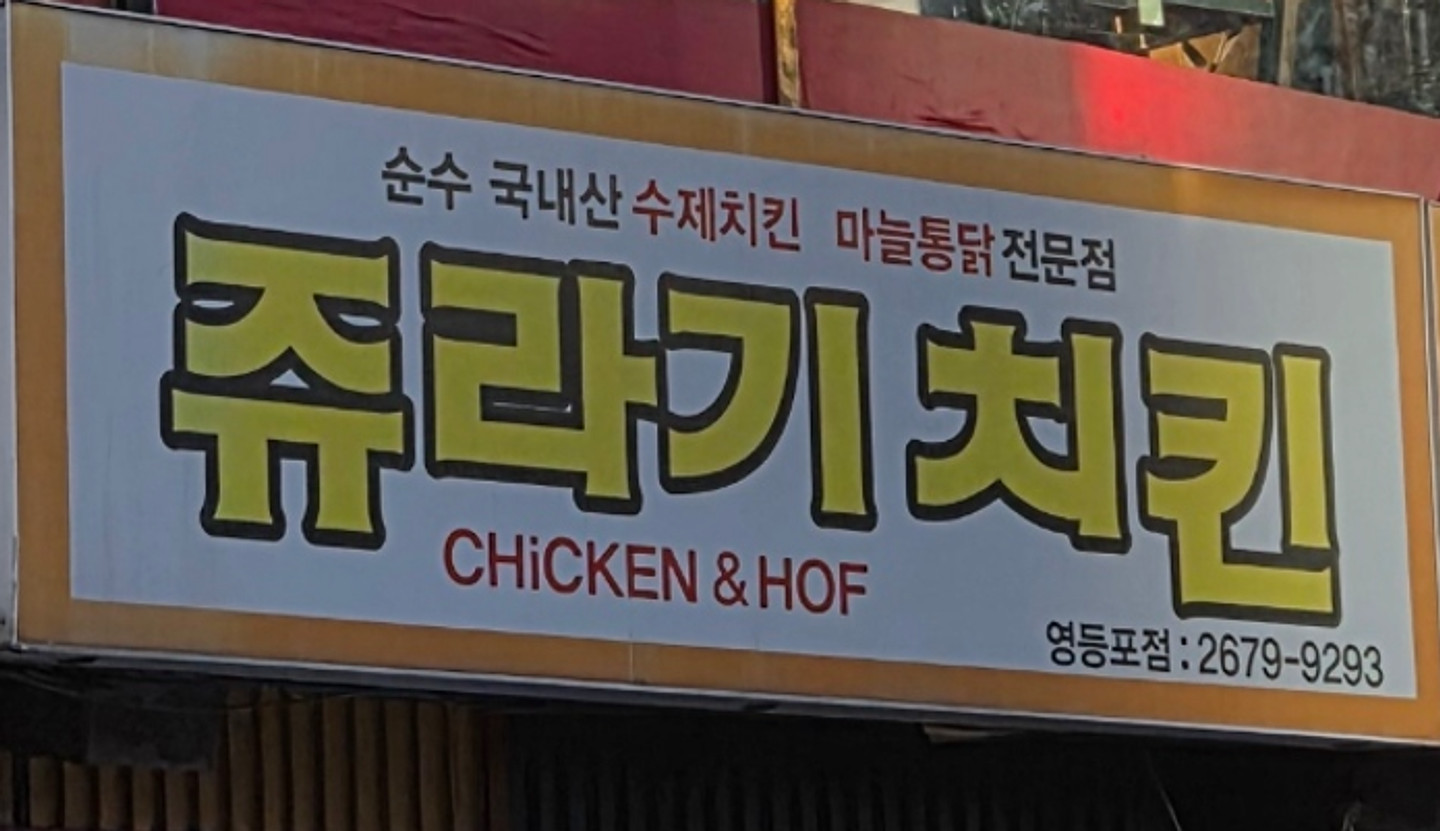 순수 국내산 수제치킨 마늘통닭 전문점
쥬라기 치킨
CHiCKEN & HOF
영등포점 : 2679-9293